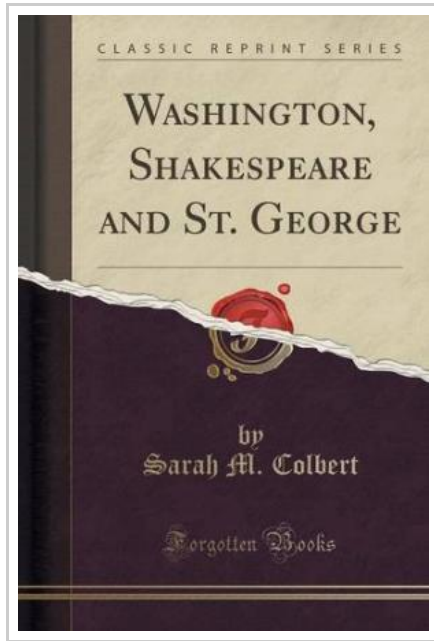 CLASSIC REPRINT SERIES
WASHINGTON,
SHAKESPEARE
AND ST. GEORGE
by
Sarah M. Colbert
Forgotten Books